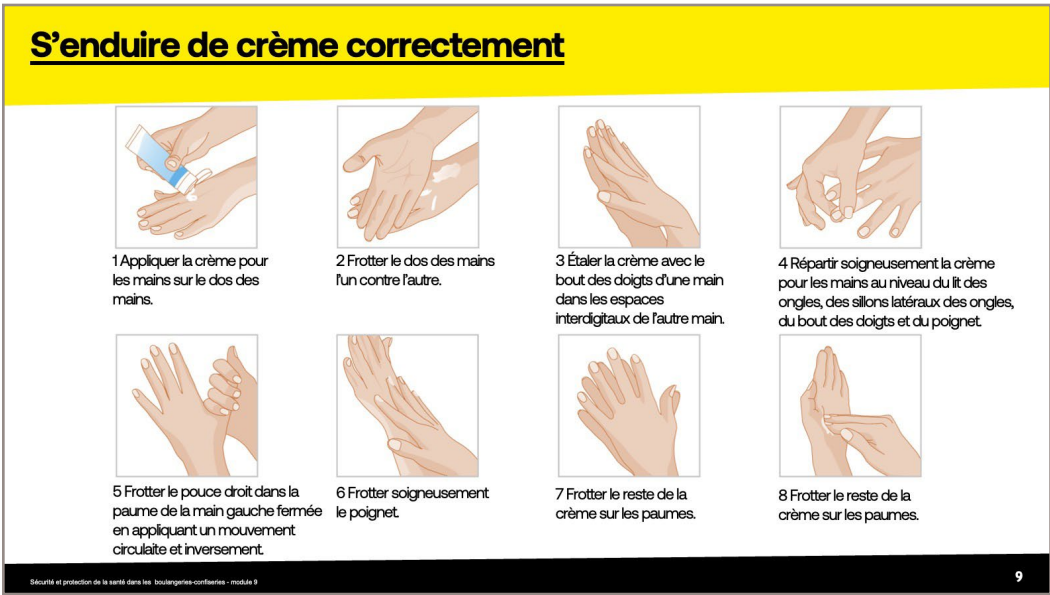 S’enduire de crème correctement
1 Appliquer la crème pour
les mains sur le dos des
mains.
2 Frotter le dos des mains
l’un contre l’autre.
3 Étaler la crème avec le
bout des doigts d’une main
dans les espaces
interdigitaux de l’autre main.
4 Répartir soigneusement la crème
pour les mains au niveau du lit des
ongles, des sillons latéraux des ongles,
du bout des doigts et du poignet.
5 Frotter le pouce droit dans la
paume de la main gauche fermée
en appliquant un mouvement
circulaite et inversement.
6 Frotter soigneusement
le poignet.
7 Frotter le reste de la
crème sur les paumes.
8 Frotter le reste de la
crème sur les paumes.
Sécurité et protection de la santé dans les boulangeries-confiseries - module 9
9